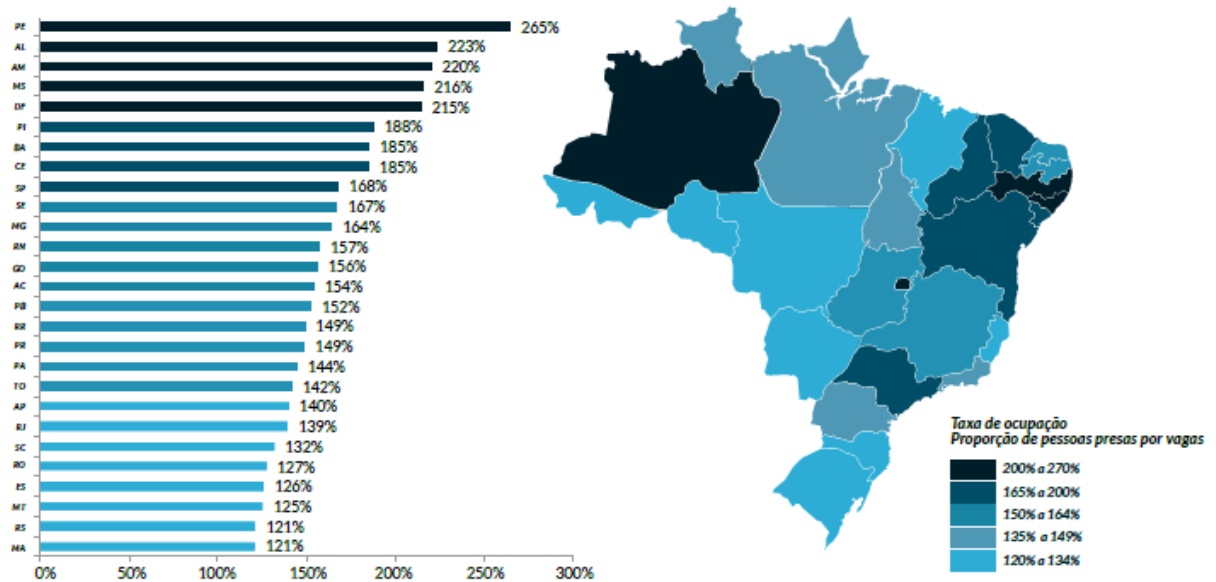 PE 265%
AL 223%
AM 220%
MS 216%
DF 215%
PI 188%
BA 185%
CE 185%
SP 168%
SE 167%
MG 164%
RN 157%
GO 156%
AC 154%
PB 152%
RR 149%
PR 149%
PA 144%
TO 142%
AP 140%
RJ 139%
SC 132%
RO 127%
ES 126%
MT 125%
RS 121%
MA 121%
0% 50% 100% 150% 200% 250% 300%
Taxa de ocupação
Proporção de pessoas presas por vagas
200% a 270%
165% a 200%
150% a 164%
135% a 149%
120% a 134%